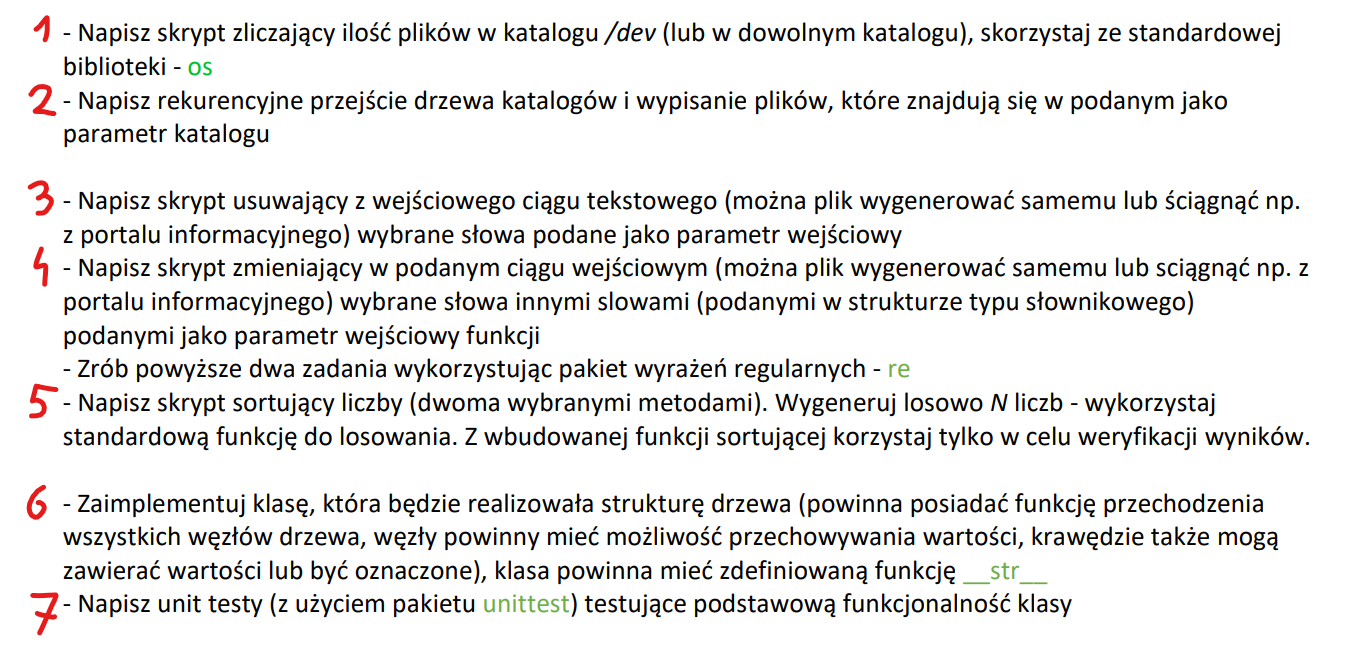 1 - Napisz skrypt zliczający ilość plików w katalogu /dev (lub w dowolnym katalogu), skorzystaj ze standardowej
biblioteki - os
2 - Napisz rekurencyjne przejście drzewa katalogów i wypisanie plików, które znajdują się w podanym jako
parametr katalogu
3 - Napisz skrypt usuwający z wejściowego ciągu tekstowego (można plik wygenerować samemu lub ściągnąć np.
z portalu informacyjnego) wybrane słowa podane jako parametr wejściowy
4 - Napisz skrypt zmieniający w podanym ciągu wejściowym (można plik wygenerować samemu lub sciągnąć np. z
portalu informacyjnego) wybrane słowa innymi slowami (podanymi w strukturze typu słownikowego)
podanymi jako parametr wejściowy funkcji
- Zrób powyższe dwa zadania wykorzystując pakiet wyrażeń regularnych - re
5 - Napisz skrypt sortujący liczby (dwoma wybranymi metodami). Wygeneruj losowo N liczb - wykorzystaj
standardową funkcję do losowania. Z wbudowanej funkcji sortującej korzystaj tylko w celu weryfikacji wyników.
6 - Zaimplementuj klasę, która będzie realizowała strukturę drzewa (powinna posiadać funkcję przechodzenia
wszystkich węzłów drzewa, węzły powinny mieć możliwość przechowywania wartości, krawędzie także mogą
zawierać wartości lub być oznaczone), klasa powinna mieć zdefiniowaną funkcję __str__
7 - Napisz unit testy (z użyciem pakietu unittest) testujące podstawową funkcjonalność klasy